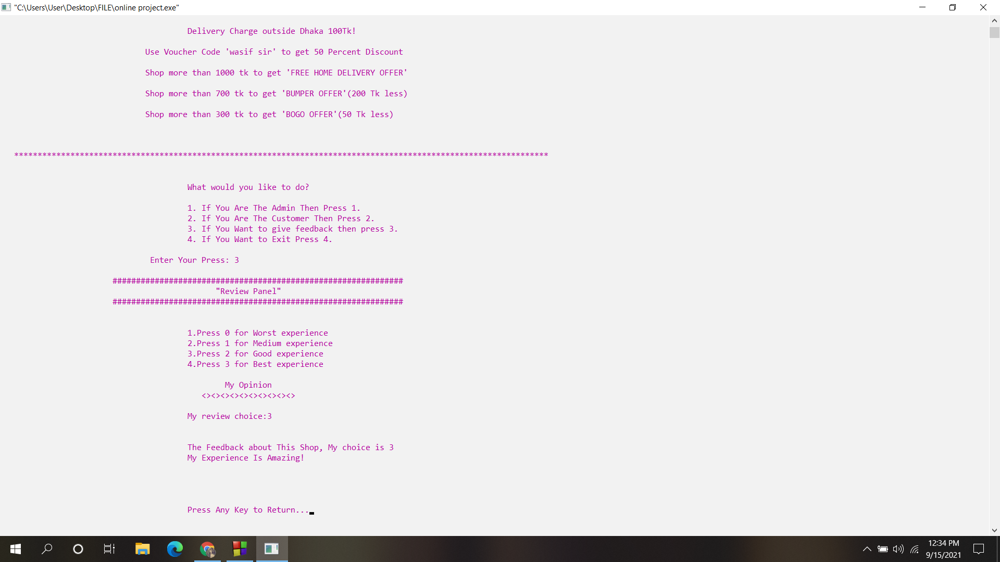 "C:\Users\User\Desktop\FILE\online project.exe"
Delivery Charge outside Dhaka 100Tk!
Use Voucher Code 'wasif sir' to get 50 Percent Discount
Shop more than 1000 tk to get 'FREE HOME DELIVERY OFFER'
Shop more than 700 tk to get 'BUMPER OFFER'(200 Tk less)
Shop more than 300 tk to get 'BOGO OFFER'(50 Tk less)
******************************************************************************************************************
What would you like to do?
1. If You Are The Admin Then Press 1.
2. If You Are The Customer Then Press 2.
3. If You Want to give feedback then press 3.
4. If You Want to Exit Press 4.
Enter Your Press: 3
##############################################################
"Review Panel"
##############################################################
1.Press 0 for Worst experience
2.Press 1 for Medium experience
3.Press 2 for Good experience
4.Press 3 for Best experience
My Opinion
<><><><><><><><><><>
My review choice:3
The Feedback about This Shop, My choice is 3
My Experience Is Amazing!
Press Any Key to Return...
12:34 PM
9/15/2021